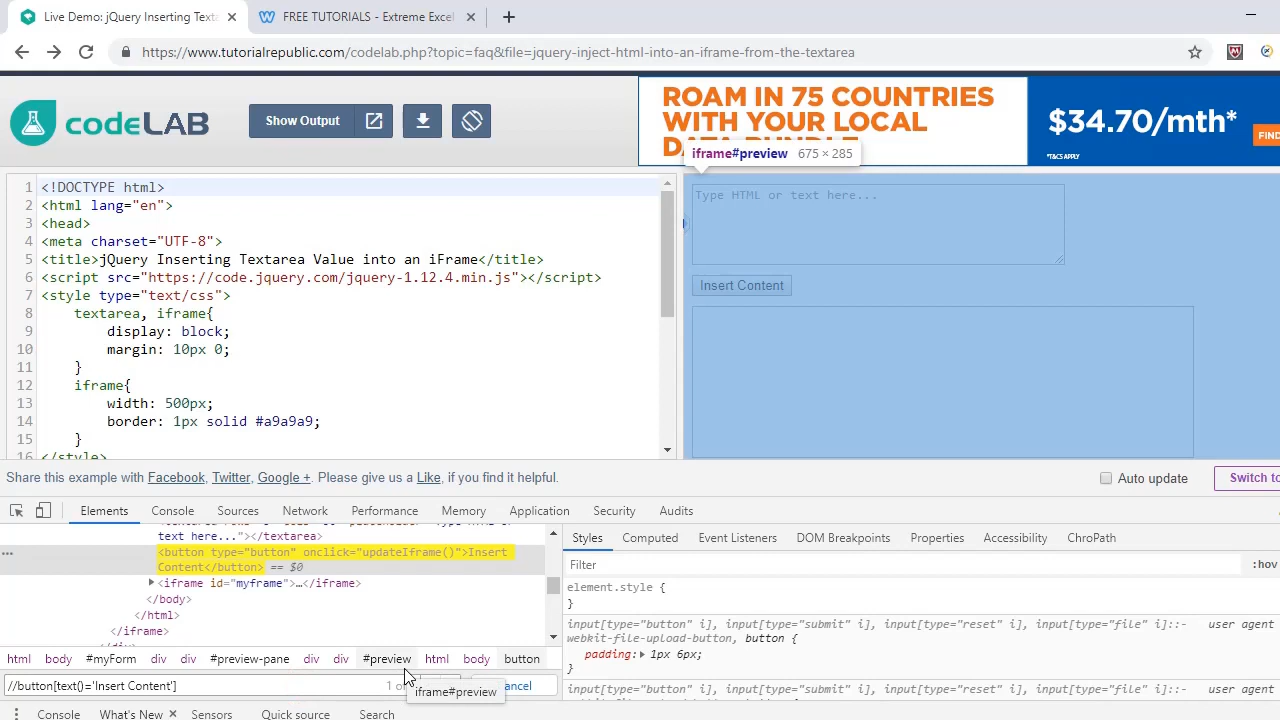 Live Demo: jQuery Inserting Texta
FREE TUTORIALS - Extreme Excel
https://www.tutorialrepublic.com/codelab.php?topic=faq&file=jquery-inject-html-into-an-iframe-from-the-textarea
codeLAB
Show Output
ROAM IN 75 COUNTRIES
WITH YOUR LOCAL
$34.70/mth*
*T&CS APPLY
FIND
iframe#preview 675 × 285
1 <!DOCTYPE html>
2 <html lang="en">
3 <head>
4 <meta charset="UTF-8">
5 <title>jQuery Inserting Textarea Value into an iFrame</title>
6 <script src="https://code.jquery.com/jquery-1.12.4.min.js"></script>
7 <style type="text/css">
8 textarea, iframe{
9 display: block;
10 margin: 10px 0;
11 }
12 iframe{
13 width: 500px;
14 border: 1px solid #a9a9a9;
15 }
16 </style>
Type HTML or text here...
Insert Content
Share this example with Facebook, Twitter, Google +. Please give us a Like, if you find it helpful.
Auto update
Switch to
Elements Console Sources Network Performance Memory Application Security Audits
text here..."></textarea>
<button type="button" onclick="updateIframe()">Insert
Content</button> == $0
<iframe id="myframe">…</iframe>
</body>
</html>
</iframe>
html body #myForm div div #preview-pane div div #preview html body button
//button[text()='Insert Content']
1 of
iframe#preview
Styles Computed Event Listeners DOM Breakpoints Properties Accessibility ChroPath
Filter
:hov
element.style {
}
input[type="button" i], input[type="submit" i], input[type="reset" i], input[type="file" i]::-
user agent
webkit-file-upload-button, button {
padding: 1px 6px;
}
input[type="button" i], input[type="submit" i], input[type="reset" i], input[type="file" i]::-
user agent
Console What's New Sensors Quick source Search